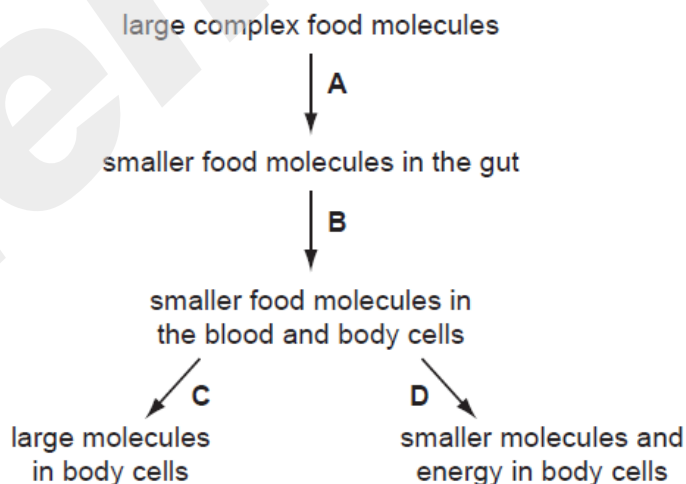 large complex food molecules
A
smaller food molecules in the gut
B
smaller food molecules in
the blood and body cells
C
D
large molecules
in body cells
smaller molecules and
energy in body cells